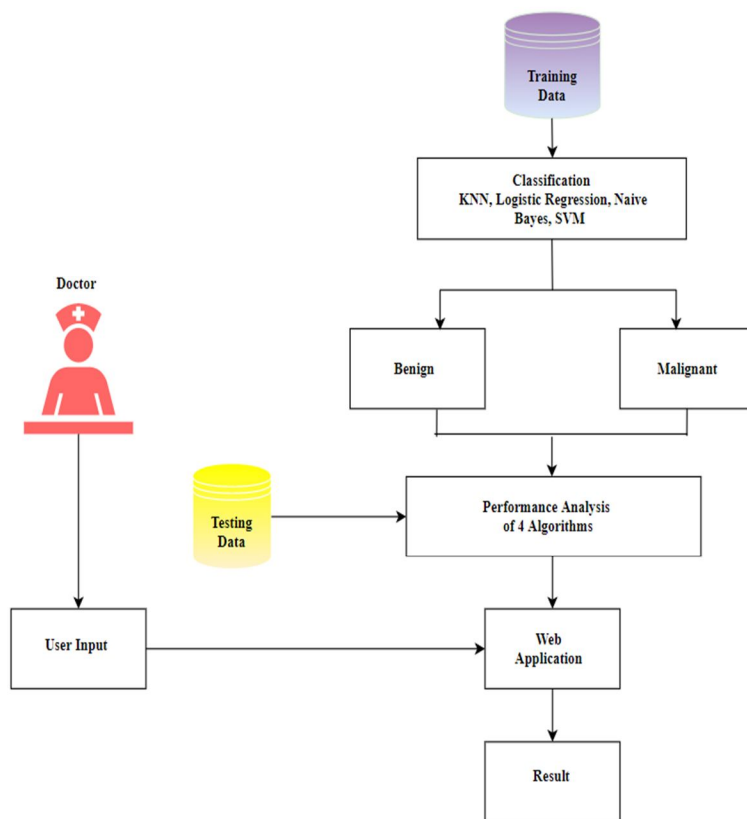 Training
Data
Classification
KNN, Logistic Regression, Naive
Bayes, SVM
Doctor
Benign
Malignant
Testing
Data
Performance Analysis
of 4 Algorithms
User Input
Web
Application
Result